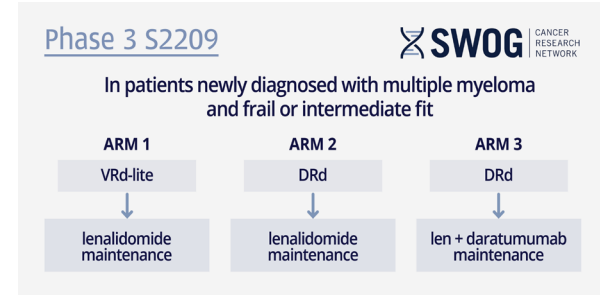 Phase 3 S2209
SWOG
CANCER
RESEARCH
NETWORK
In patients newly diagnosed with multiple myeloma
and frail or intermediate fit
ARM 1
VRd-lite
lenalidomide
maintenance
ARM 2
DRd
lenalidomide
maintenance
ARM 3
DRd
len + daratumumab
maintenance